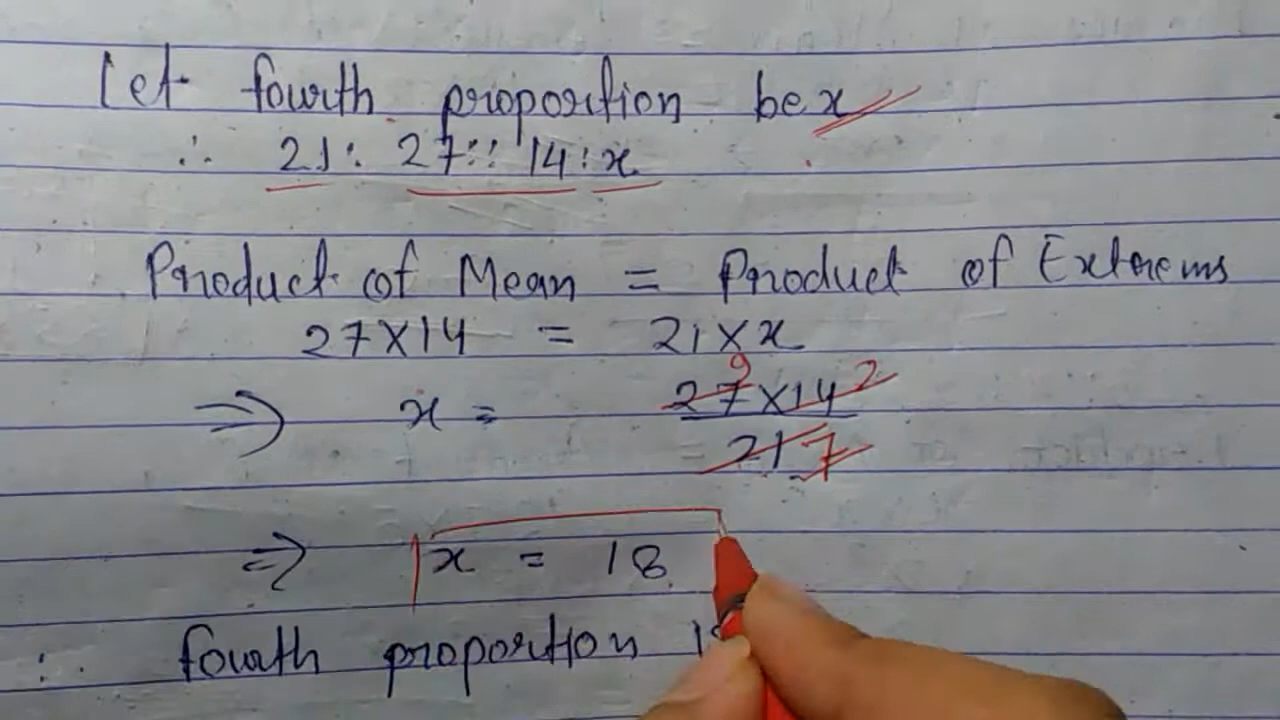 Let fourth proportion be x
∴ 21 : 27 :: 14 : x
Product of Mean = Product of Extrems
27 × 14 = 21 × x
9 2
⇒ x = 27 × 14
21 7
⇒ x = 18
∴ fourth proportion